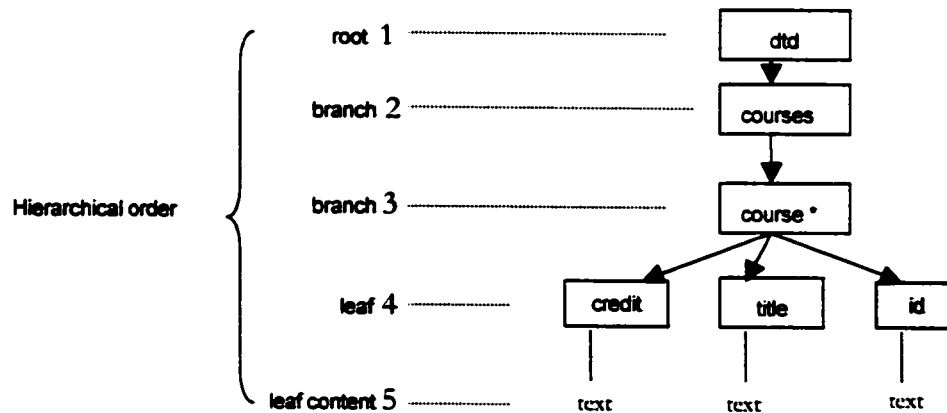 root 1 dtd
branch 2 courses
Hierarchical order branch 3 course *
leaf 4 credit title id
leaf content 5 text text text